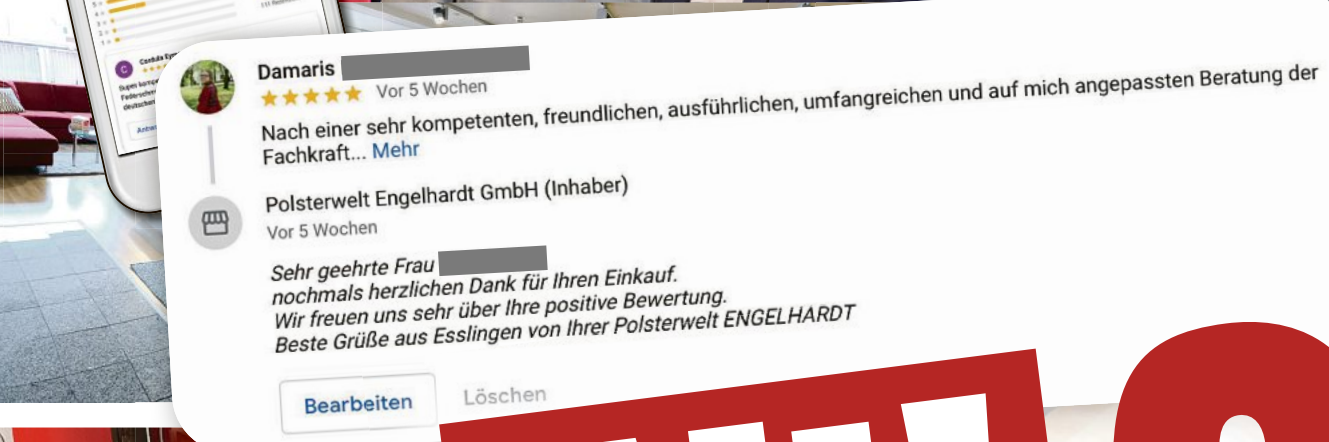 Damaris
Vor 5 Wochen
Nach einer sehr kompetenten, freundlichen, ausführlichen, umfangreichen und auf mich angepassten Beratung der
Fachkraft... Mehr
Polsterwelt Engelhardt GmbH (Inhaber)
Vor 5 Wochen
Sehr geehrte Frau
nochmals herzlichen Dank für Ihren Einkauf.
Wir freuen uns sehr über Ihre positive Bewertung.
Beste Grüße aus Esslingen von Ihrer Polsterwelt ENGELHARDT
Bearbeiten
Löschen